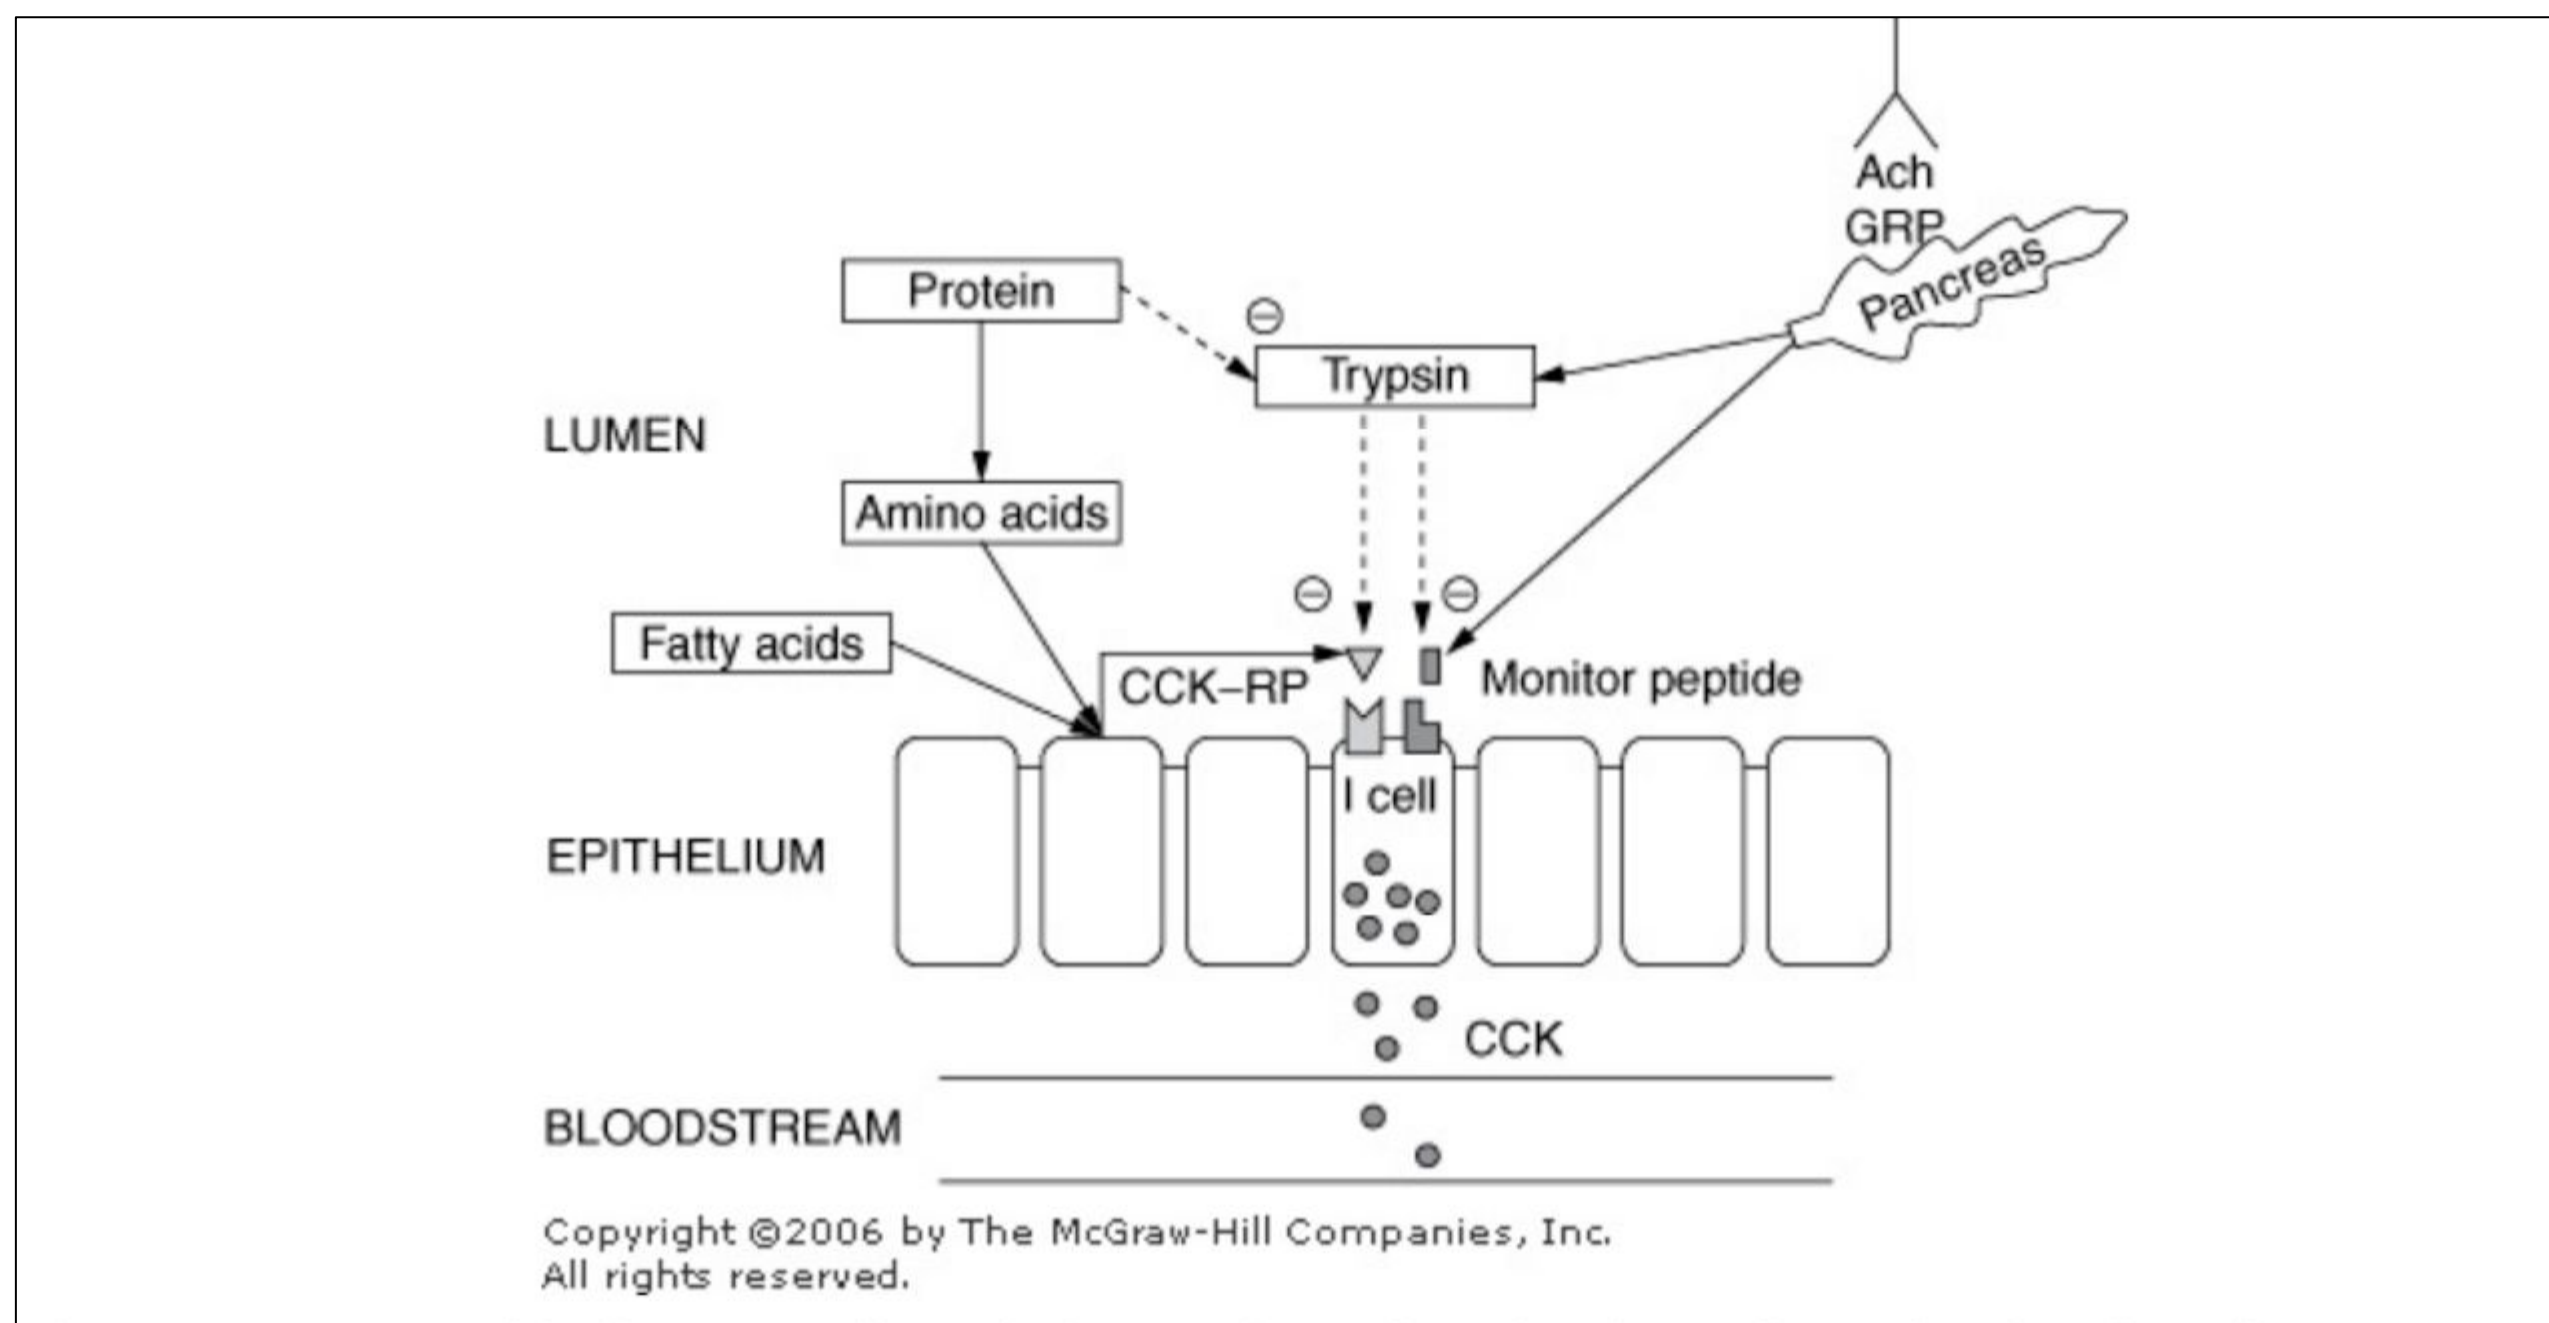 Ach
GRP
Pancreas
Protein
Trypsin
LUMEN
Amino acids
Fatty acids
CCK–RP
Monitor peptide
I cell
EPITHELIUM
CCK
BLOODSTREAM
Copyright ©2006 by The McGraw-Hill Companies, Inc.
All rights reserved.